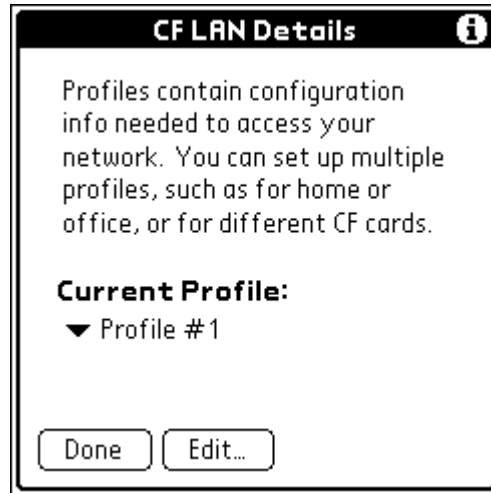 CF LAN Details
Profiles contain configuration
info needed to access your
network. You can set up multiple
profiles, such as for home or
office, or for different CF cards.
Current Profile:
Profile #1
Done Edit...